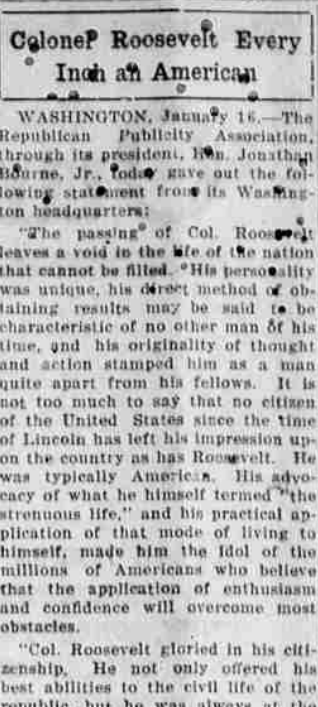 Colonel Roosevelt Every
Inch an American
WASHINGTON, January 16.—The
Republican Publicity Association,
through its president, Hon. Jonathan
Bourne, Jr., today gave out the fol-
lowing statement from its Washing-
ton headquarters:
"The passing of Col. Roosevelt
leaves a void in the life of the nation
that cannot be filled. His personality
was unique, his direct method of ob-
taining results may be said to be
characteristic of no other man of his
time, and his originality of thought
and action stamped him as a man
quite apart from his fellows. It is
not too much to say that no citizen
of the United States since the time
of Lincoln has left his impression up-
on the country as has Roosevelt. He
was typically American. His advo-
cacy of what he himself termed "the
strenuous life," and his practical ap-
plication of that mode of living to
himself, made him the idol of the
millions of Americans who believe
that the application of enthusiasm
and confidence will overcome most
obstacles.
"Col. Roosevelt gloried in his citi-
zenship. He not only offered his
best abilities to the civil life of the
republic, but he was always at the